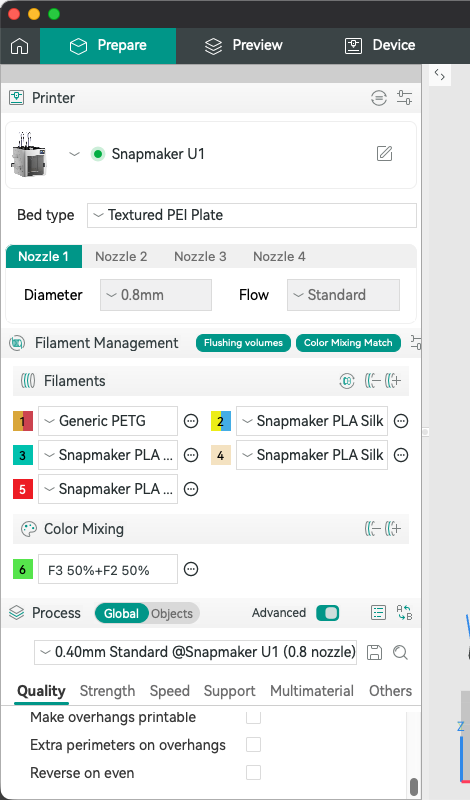 Prepare
Preview
Device
Printer
Snapmaker U1
Bed type
Textured PEI Plate
Nozzle 1 Nozzle 2 Nozzle 3 Nozzle 4
Diameter 0.8mm Flow Standard
Filament Management Flushing volumes Color Mixing Match
Filaments
1 Generic PETG 2 Snapmaker PLA Silk
3 Snapmaker PLA ... 4 Snapmaker PLA Silk
5 Snapmaker PLA ...
Color Mixing
6 F3 50%+F2 50%
Process Global Objects Advanced
0.40mm Standard @Snapmaker U1 (0.8 nozzle)
Quality Strength Speed Support Multimaterial Others
Make overhangs printable
Extra perimeters on overhangs
Reverse on even
Z